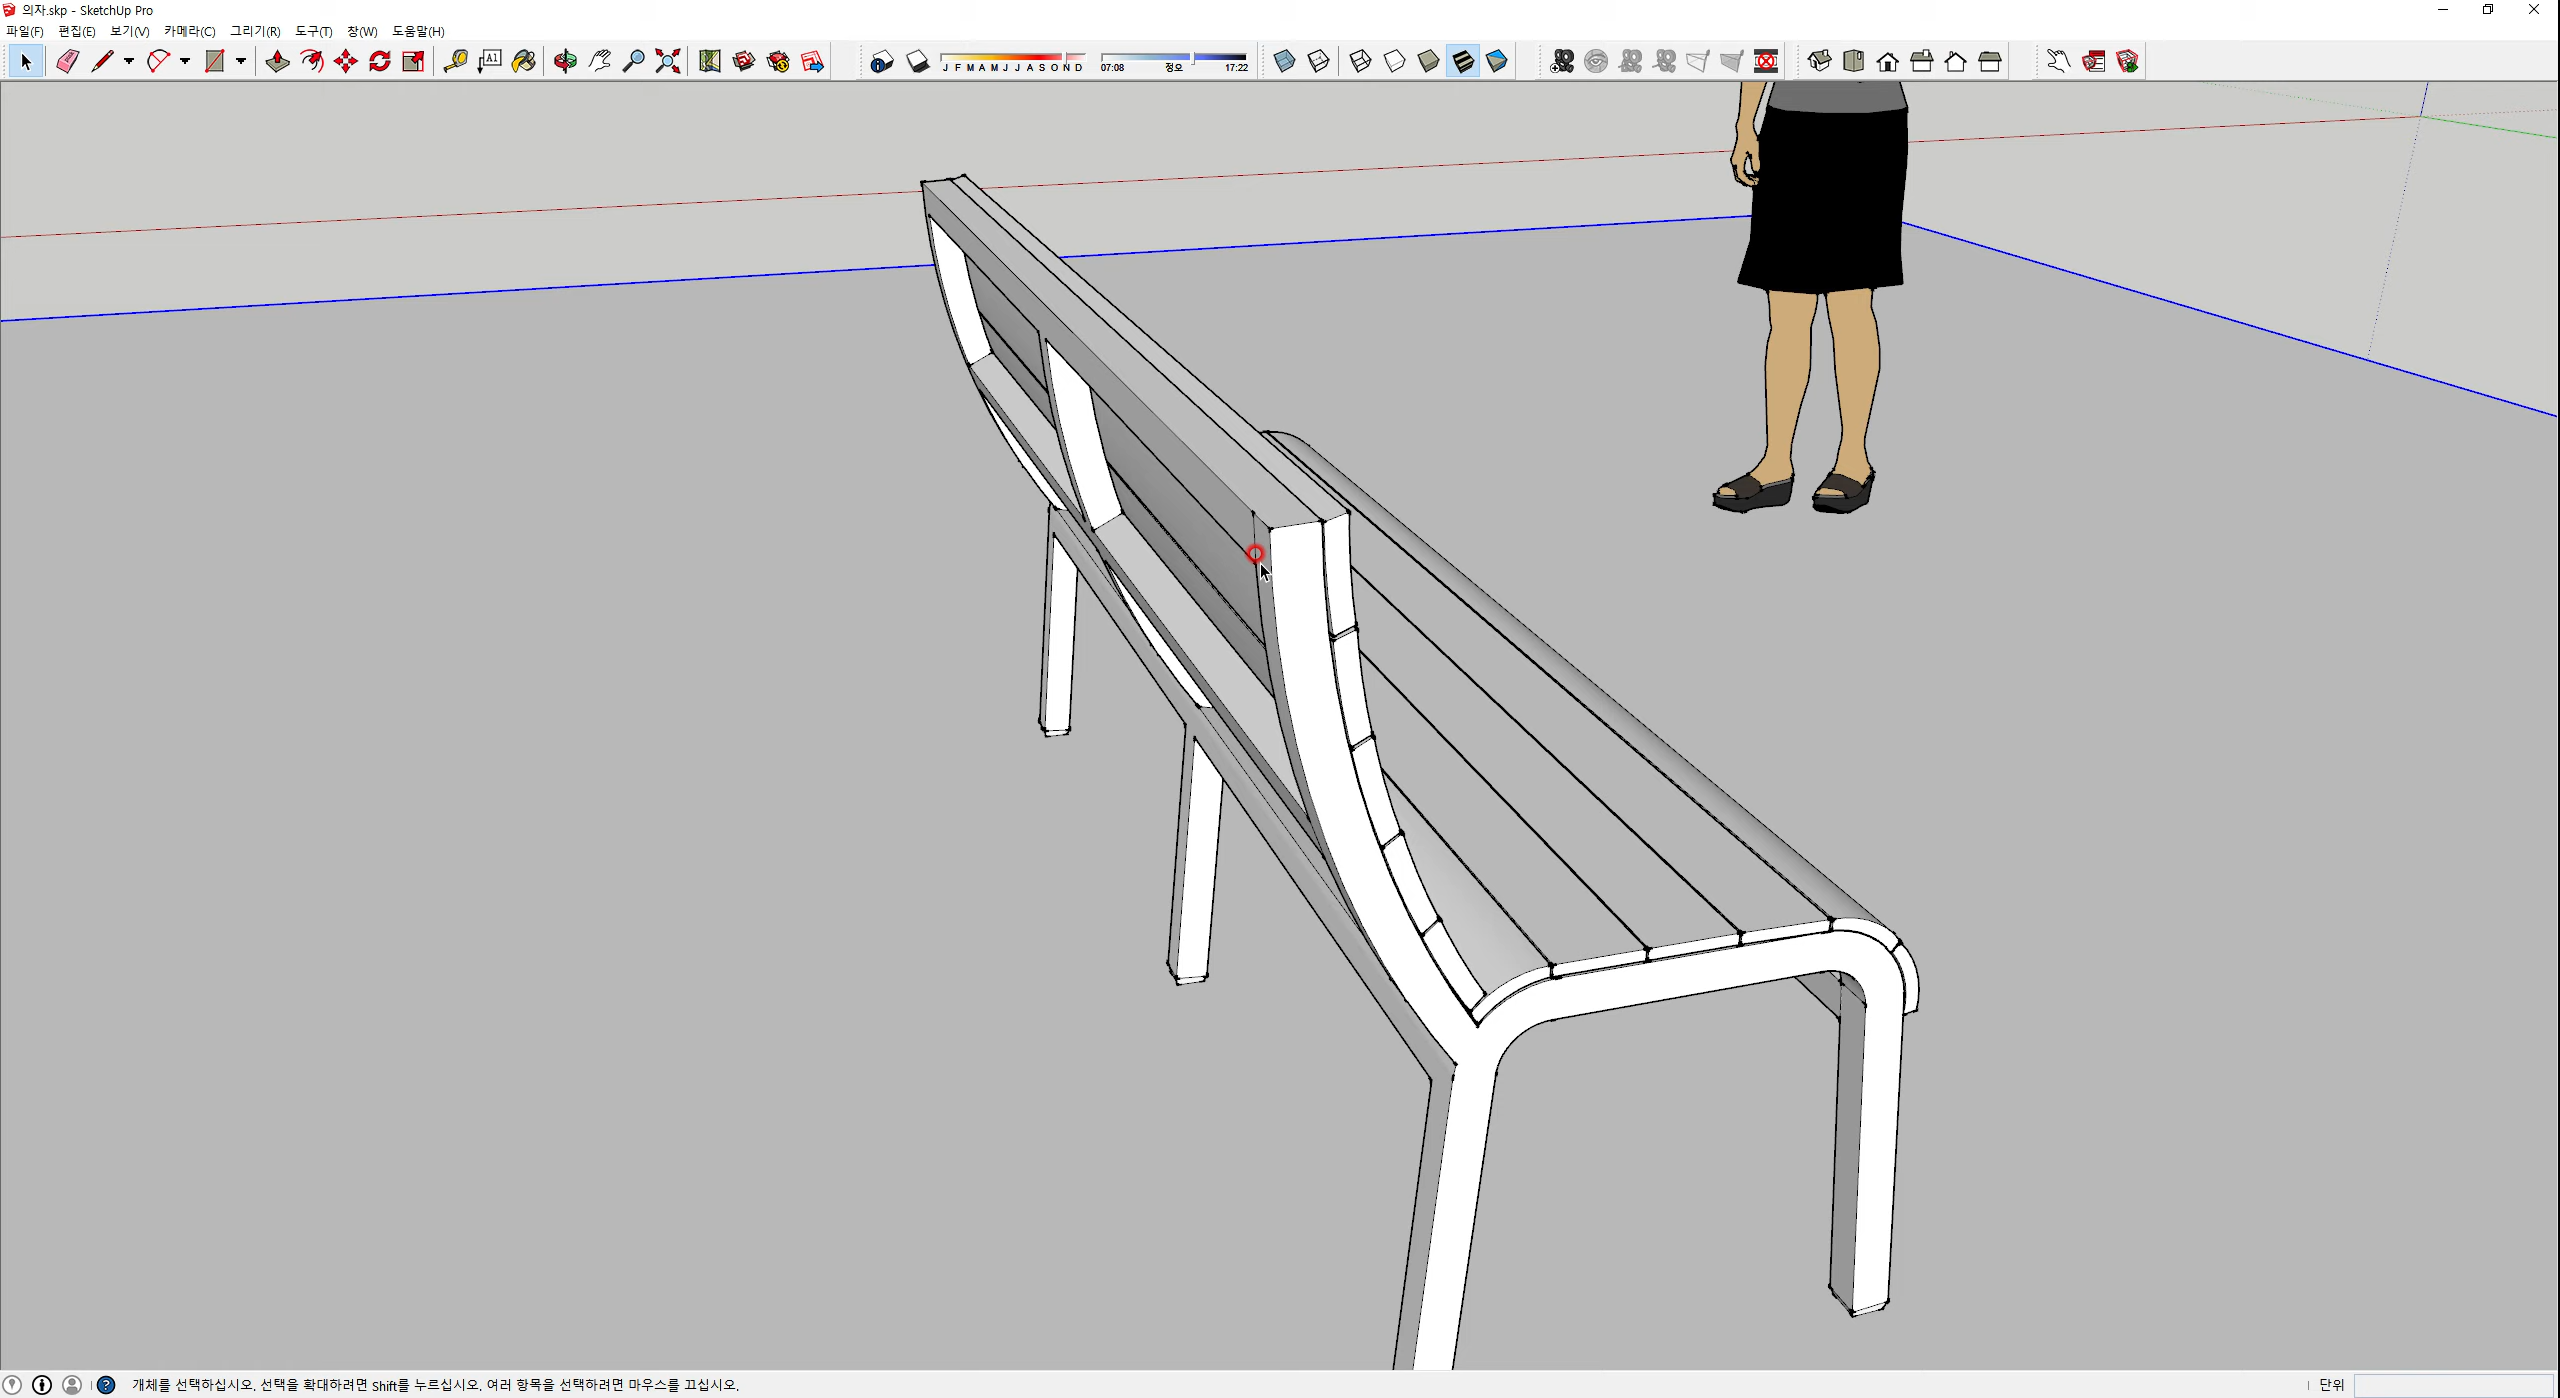 의자.skp - SketchUp Pro
파일(F) 편집(E) 보기(V) 카메라(C) 그리기(R) 도구(T) 창(W) 도움말(H)
A1
J F M A M J J A S O N D 07:08 정오 17:22
개체를 선택하십시오. 선택을 확대하려면 Shift를 누르십시오. 여러 항목을 선택하려면 마우스를 끄십시오.
단위